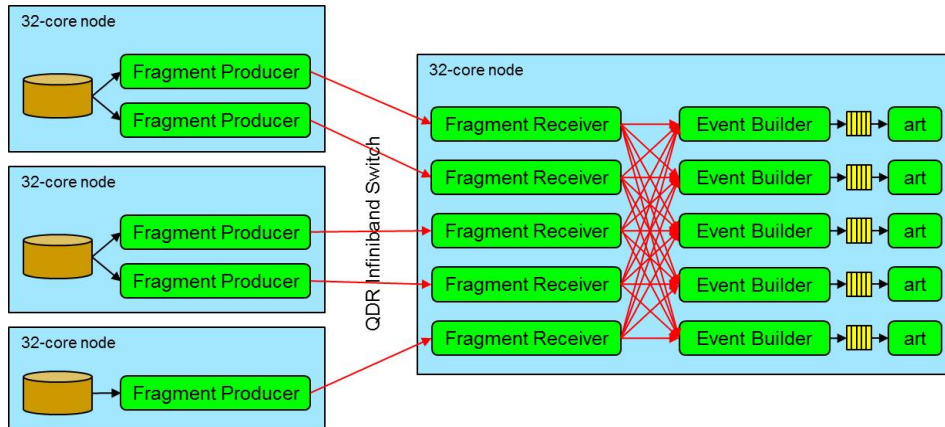 32-core node
Fragment Producer
Fragment Producer
32-core node
Fragment Producer
Fragment Producer
32-core node
Fragment Producer
QDR Infiniband Switch
32-core node
Fragment Receiver
Event Builder
art
Fragment Receiver
Event Builder
art
Fragment Receiver
Event Builder
art
Fragment Receiver
Event Builder
art
Fragment Receiver
Event Builder
art